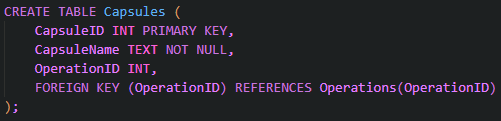 CREATE TABLE Capsules (
    CapsuleID INT PRIMARY KEY,
    CapsuleName TEXT NOT NULL,
    OperationID INT,
    FOREIGN KEY (OperationID) REFERENCES Operations(OperationID)
);